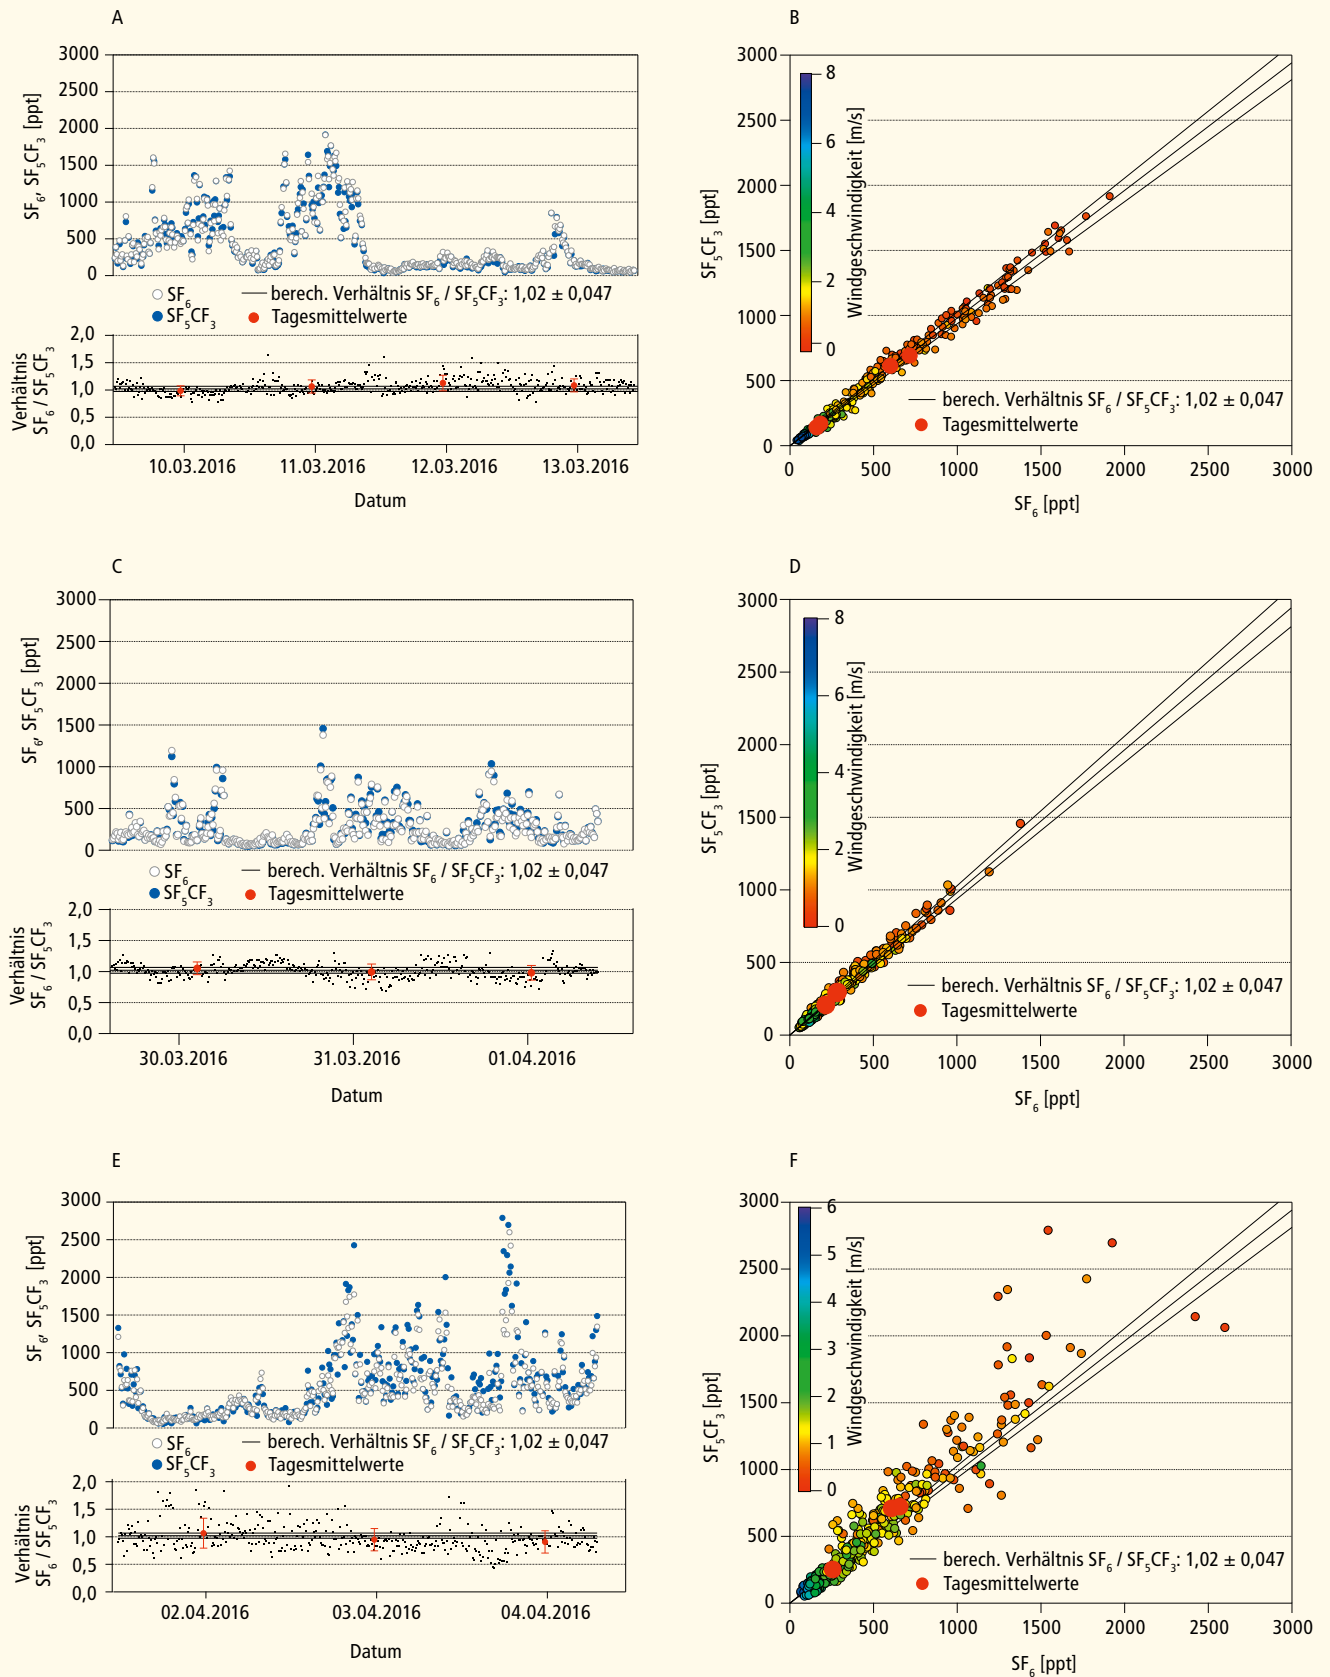 A
3000
2500
2000
1500
1000
500
0
SF6, SF5CF3 [ppt]
SF6
SF5CF3
berech. Verhältnis SF6 / SF5CF3: 1,02 ± 0,047
Tagesmittelwerte
2,0
1,5
1,0
0,5
0,0
Verhältnis
SF6 / SF5CF3
10.03.2016
11.03.2016
12.03.2016
13.03.2016
Datum
B
3000
2500
2000
1500
1000
500
0
SF5CF3 [ppt]
8
6
4
2
0
Windgeschwindigkeit [m/s]
berech. Verhältnis SF6 / SF5CF3: 1,02 ± 0,047
Tagesmittelwerte
0
500
1000
1500
2000
2500
3000
SF6 [ppt]
C
3000
2500
2000
1500
1000
500
0
SF6, SF5CF3 [ppt]
SF6
SF5CF3
berech. Verhältnis SF6 / SF5CF3: 1,02 ± 0,047
Tagesmittelwerte
2,0
1,5
1,0
0,5
0,0
Verhältnis
SF6 / SF5CF3
30.03.2016
31.03.2016
01.04.2016
Datum
D
3000
2500
2000
1500
1000
500
0
SF5CF3 [ppt]
8
6
4
2
0
Windgeschwindigkeit [m/s]
berech. Verhältnis SF6 / SF5CF3: 1,02 ± 0,047
Tagesmittelwerte
0
500
1000
1500
2000
2500
3000
SF6 [ppt]
E
3000
2500
2000
1500
1000
500
0
SF6, SF5CF3 [ppt]
SF6
SF5CF3
berech. Verhältnis SF6 / SF5CF3: 1,02 ± 0,047
Tagesmittelwerte
2,0
1,5
1,0
0,5
0,0
Verhältnis
SF6 / SF5CF3
02.04.2016
03.04.2016
04.04.2016
Datum
F
3000
2500
2000
1500
1000
500
0
SF5CF3 [ppt]
6
5
4
3
2
1
0
Windgeschwindigkeit [m/s]
berech. Verhältnis SF6 / SF5CF3: 1,02 ± 0,047
Tagesmittelwerte
0
500
1000
1500
2000
2500
3000
SF6 [ppt]